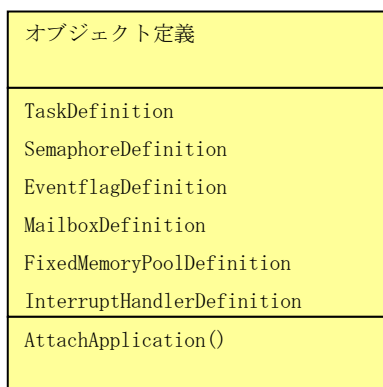 オブジェクト定義
TaskDefinition
SemaphoreDefinition
EventflagDefinition
MailboxDefinition
FixedMemoryPoolDefinition
InterruptHandlerDefinition
AttachApplication()